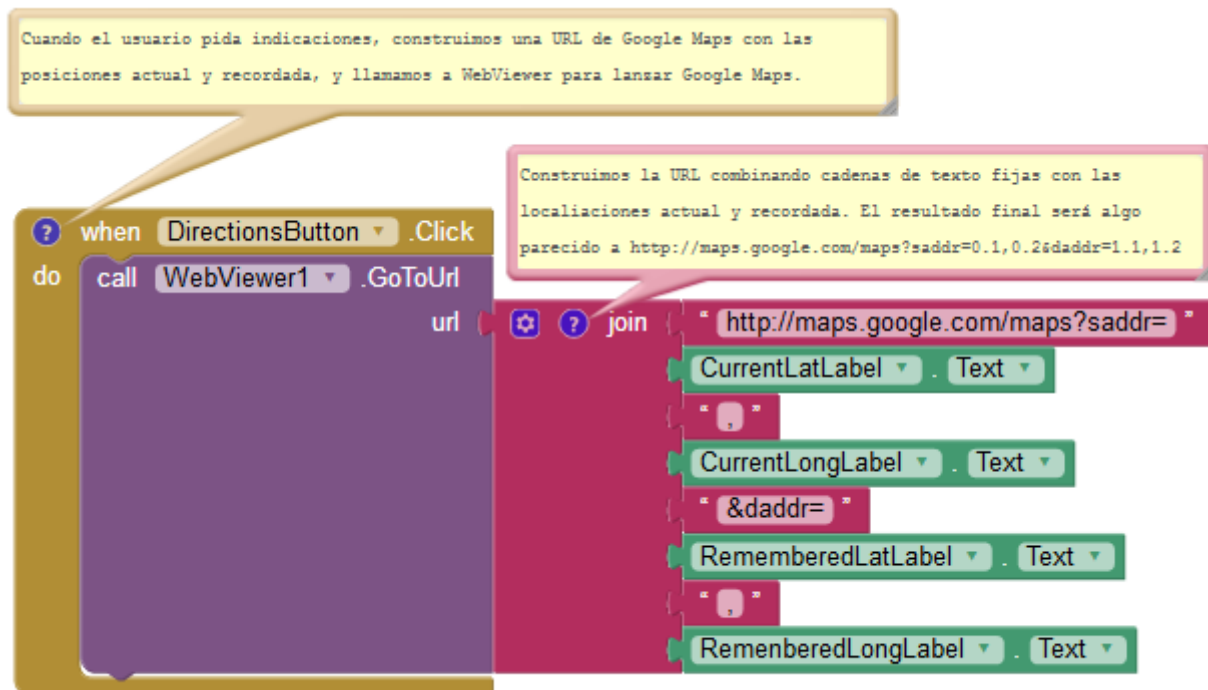 Cuando el usuario pida indicaciones, construimos una URL de Google Maps con las
posiciones actual y recordada, y llamamos a WebViewer para lanzar Google Maps.
Construimos la URL combinando cadenas de texto fijas con las
localiaciones actual y recordada. El resultado final será algo
parecido a http://maps.google.com/maps?saddr=0.1,0.2&daddr=1.1,1.2
? when DirectionsButton .Click
do call WebViewer1 .GoToUrl
url ? join “ http://maps.google.com/maps?saddr= ”
CurrentLatLabel . Text
“ , ”
CurrentLongLabel . Text
“ &daddr= ”
RememberedLatLabel . Text
“ , ”
RemenberedLongLabel . Text